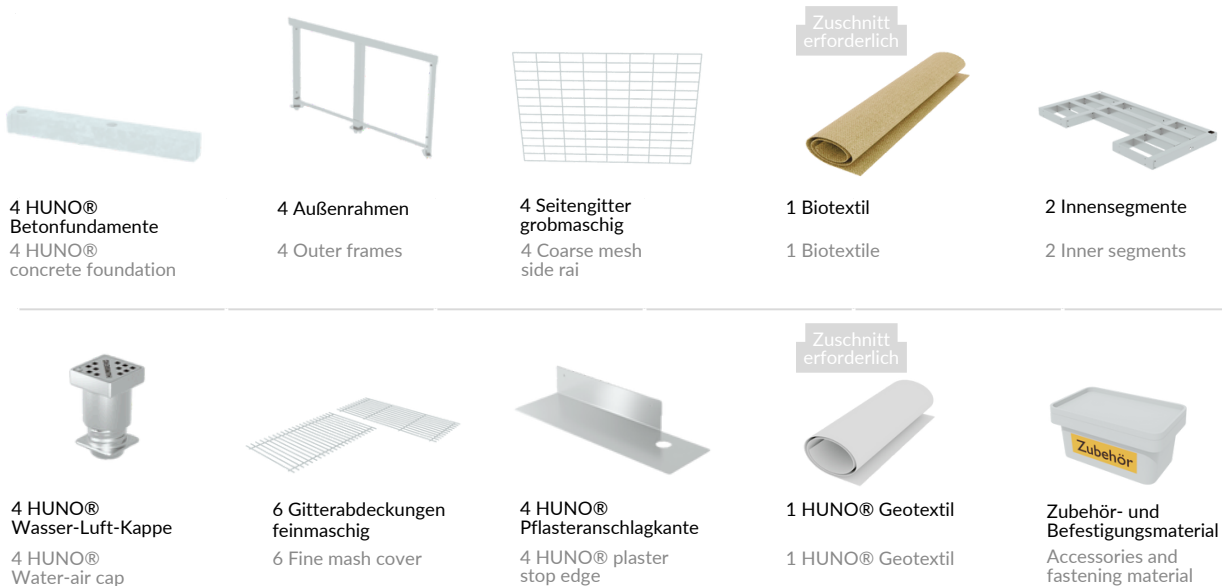 Zuschnitt
erforderlich
4 HUNO®
Betonfundamente
4 HUNO®
concrete foundation
4 Außenrahmen
4 Outer frames
4 Seitengitter
grobmaschig
4 Coarse mesh
side rai
1 Biotextil
1 Biotextile
2 Innensegmente
2 Inner segments
Zuschnitt
erforderlich
Zubehör
4 HUNO®
Wasser-Luft-Kappe
4 HUNO®
Water-air cap
6 Gitterabdeckungen
feinmaschig
6 Fine mash cover
4 HUNO®
Pflasteranschlagkante
4 HUNO® plaster
stop edge
1 HUNO® Geotextil
1 HUNO® Geotextil
Zubehör- und
Befestigungsmaterial
Accessories and
fastening material